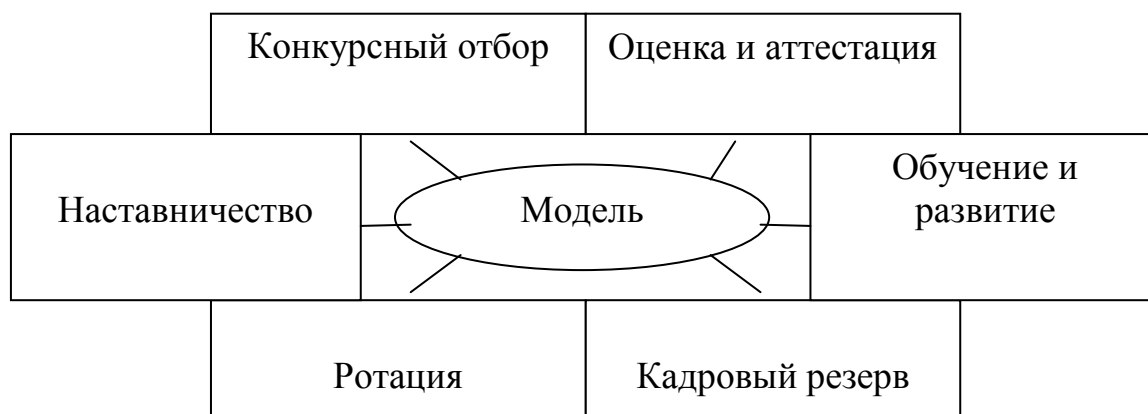 Конкурсный отбор
Оценка и аттестация
Наставничество
Модель
Обучение и
развитие
Ротация
Кадровый резерв